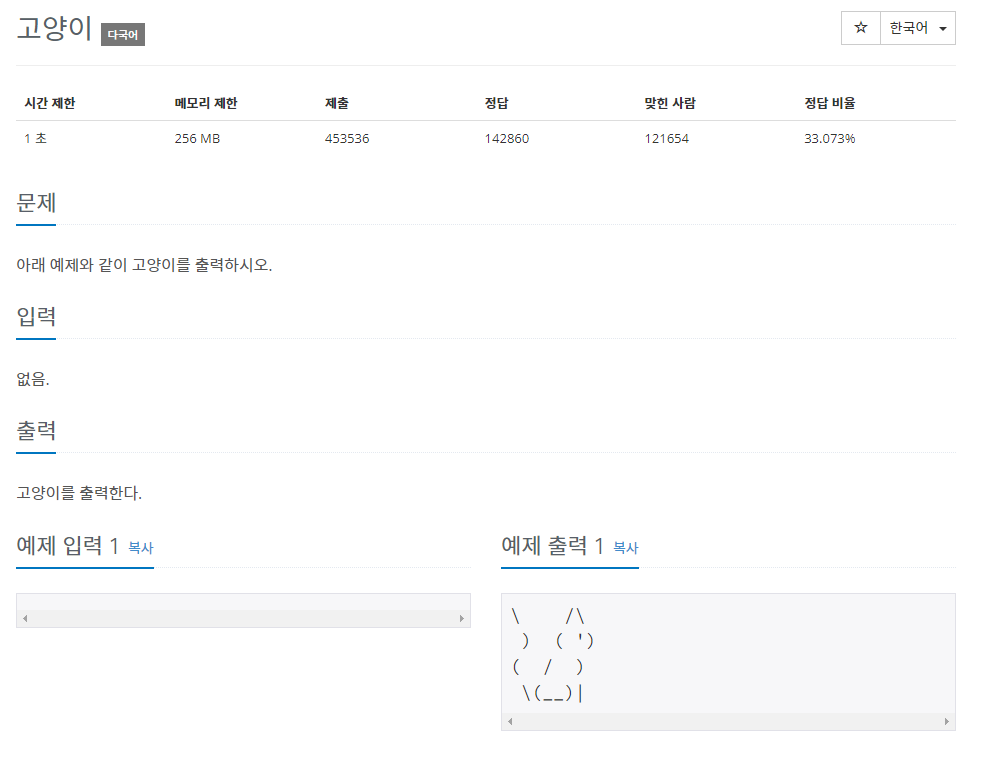 고양이 다국어
☆ 한국어
시간 제한 메모리 제한 제출 정답 맞힌 사람 정답 비율
1 초 256 MB 453536 142860 121654 33.073%
문제
아래 예제와 같이 고양이를 출력하시오.
입력
없음.
출력
고양이를 출력한다.
예제 입력 1 복사
예제 출력 1 복사
\    /\
 )  ( ')
(  /  )
 \(__)|